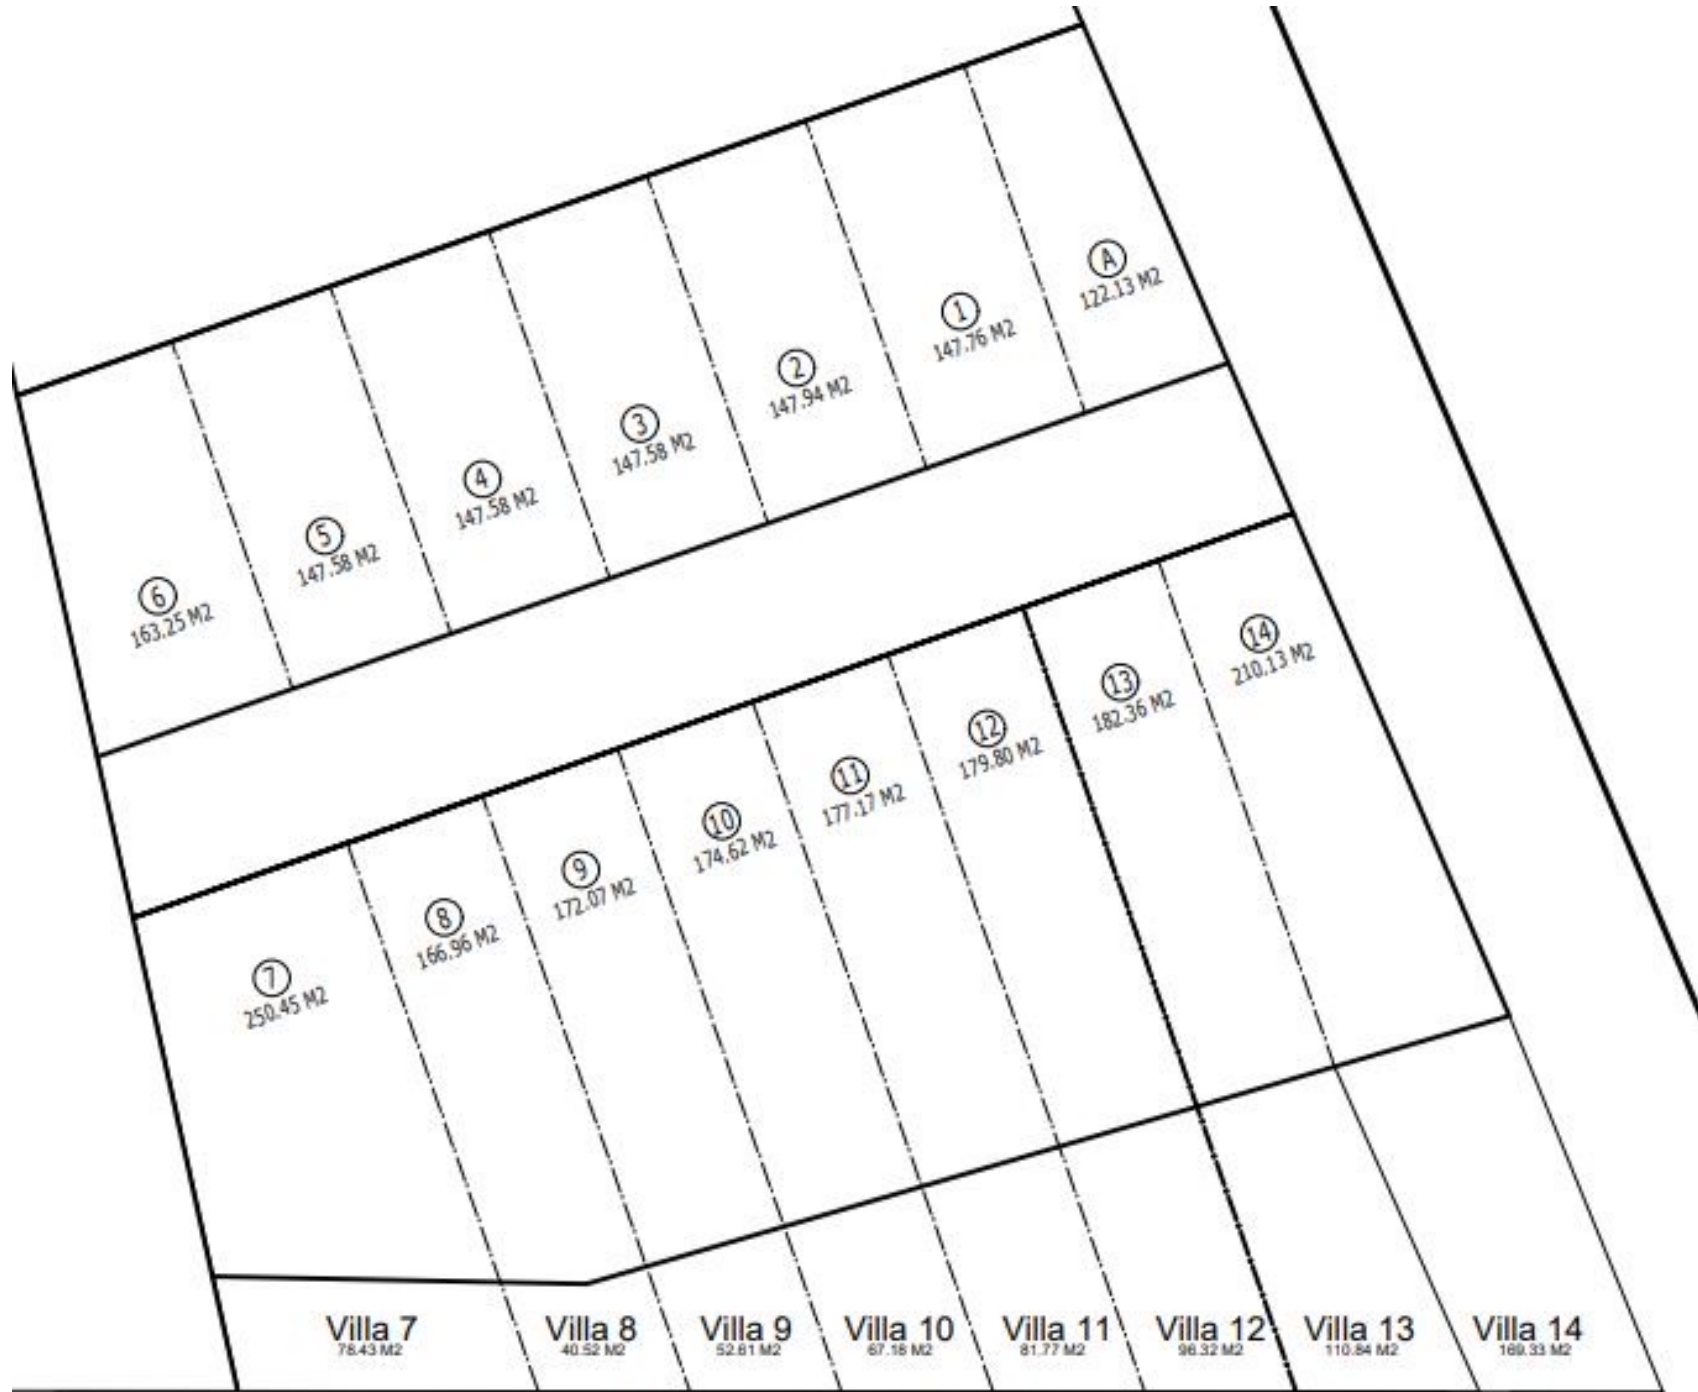 A
122.13 M2
1
147.76 M2
2
147.94 M2
3
147.58 M2
4
147.58 M2
5
147.58 M2
6
163.25 M2
14
210.13 M2
13
182.36 M2
12
179.80 M2
11
177.17 M2
10
174.62 M2
9
172.07 M2
8
166.96 M2
7
250.45 M2
Villa 7
78.43 M2
Villa 8
40.52 M2
Villa 9
52.61 M2
Villa 10
67.18 M2
Villa 11
81.77 M2
Villa 12
96.32 M2
Villa 13
110.84 M2
Villa 14
169.33 M2